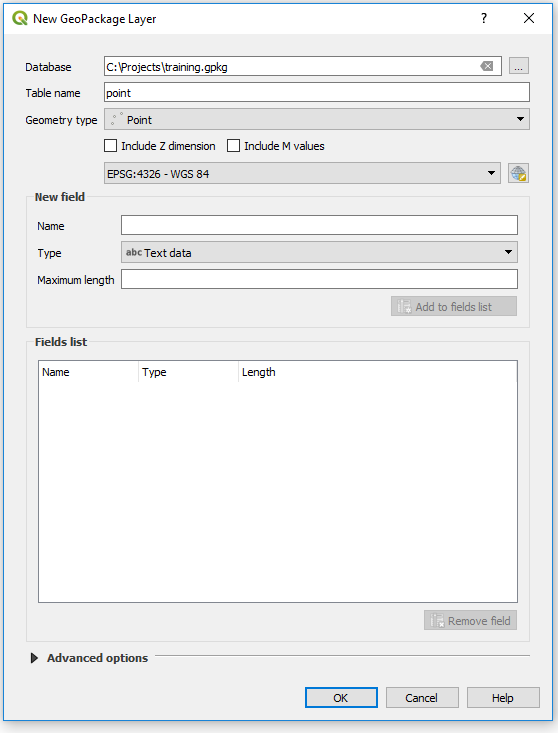 New GeoPackage Layer
?
Database C:\Projects\training.gpkg ...
Table name point
Geometry type Point
Include Z dimension Include M values
EPSG:4326 - WGS 84
New field
Name
Type abc Text data
Maximum length
Add to fields list
Fields list
Name Type Length
Remove field
Advanced options
OK Cancel Help